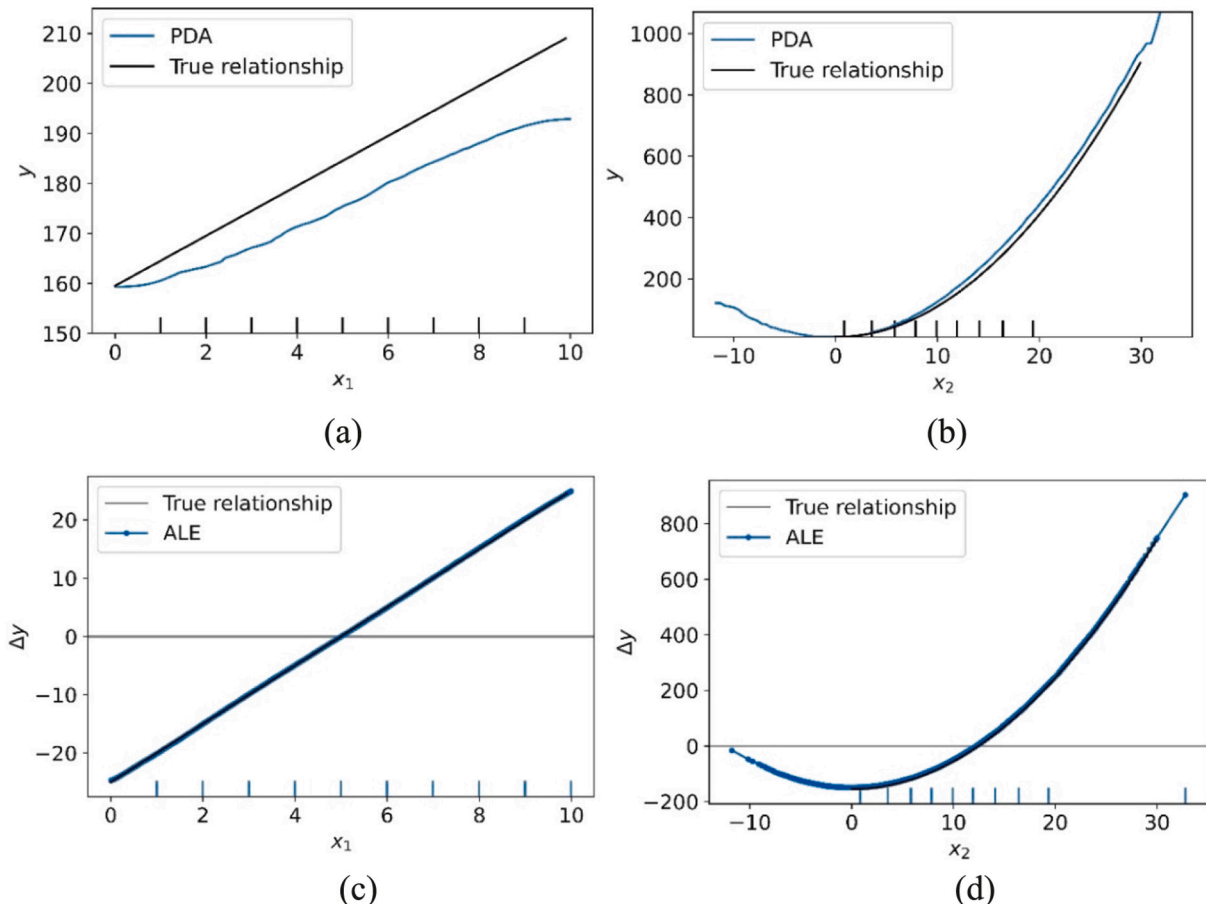 PDA
True relationship
210
200
190
180
170
160
150
y
0 2 4 6 8 10
x₁
(a)
PDA
True relationship
1000
800
600
400
200
y
−10 0 10 20 30
x₂
(b)
True relationship
ALE
20
10
0
−10
−20
Δy
0 2 4 6 8 10
x₁
(c)
True relationship
ALE
800
600
400
200
0
−200
Δy
−10 0 10 20 30
x₂
(d)